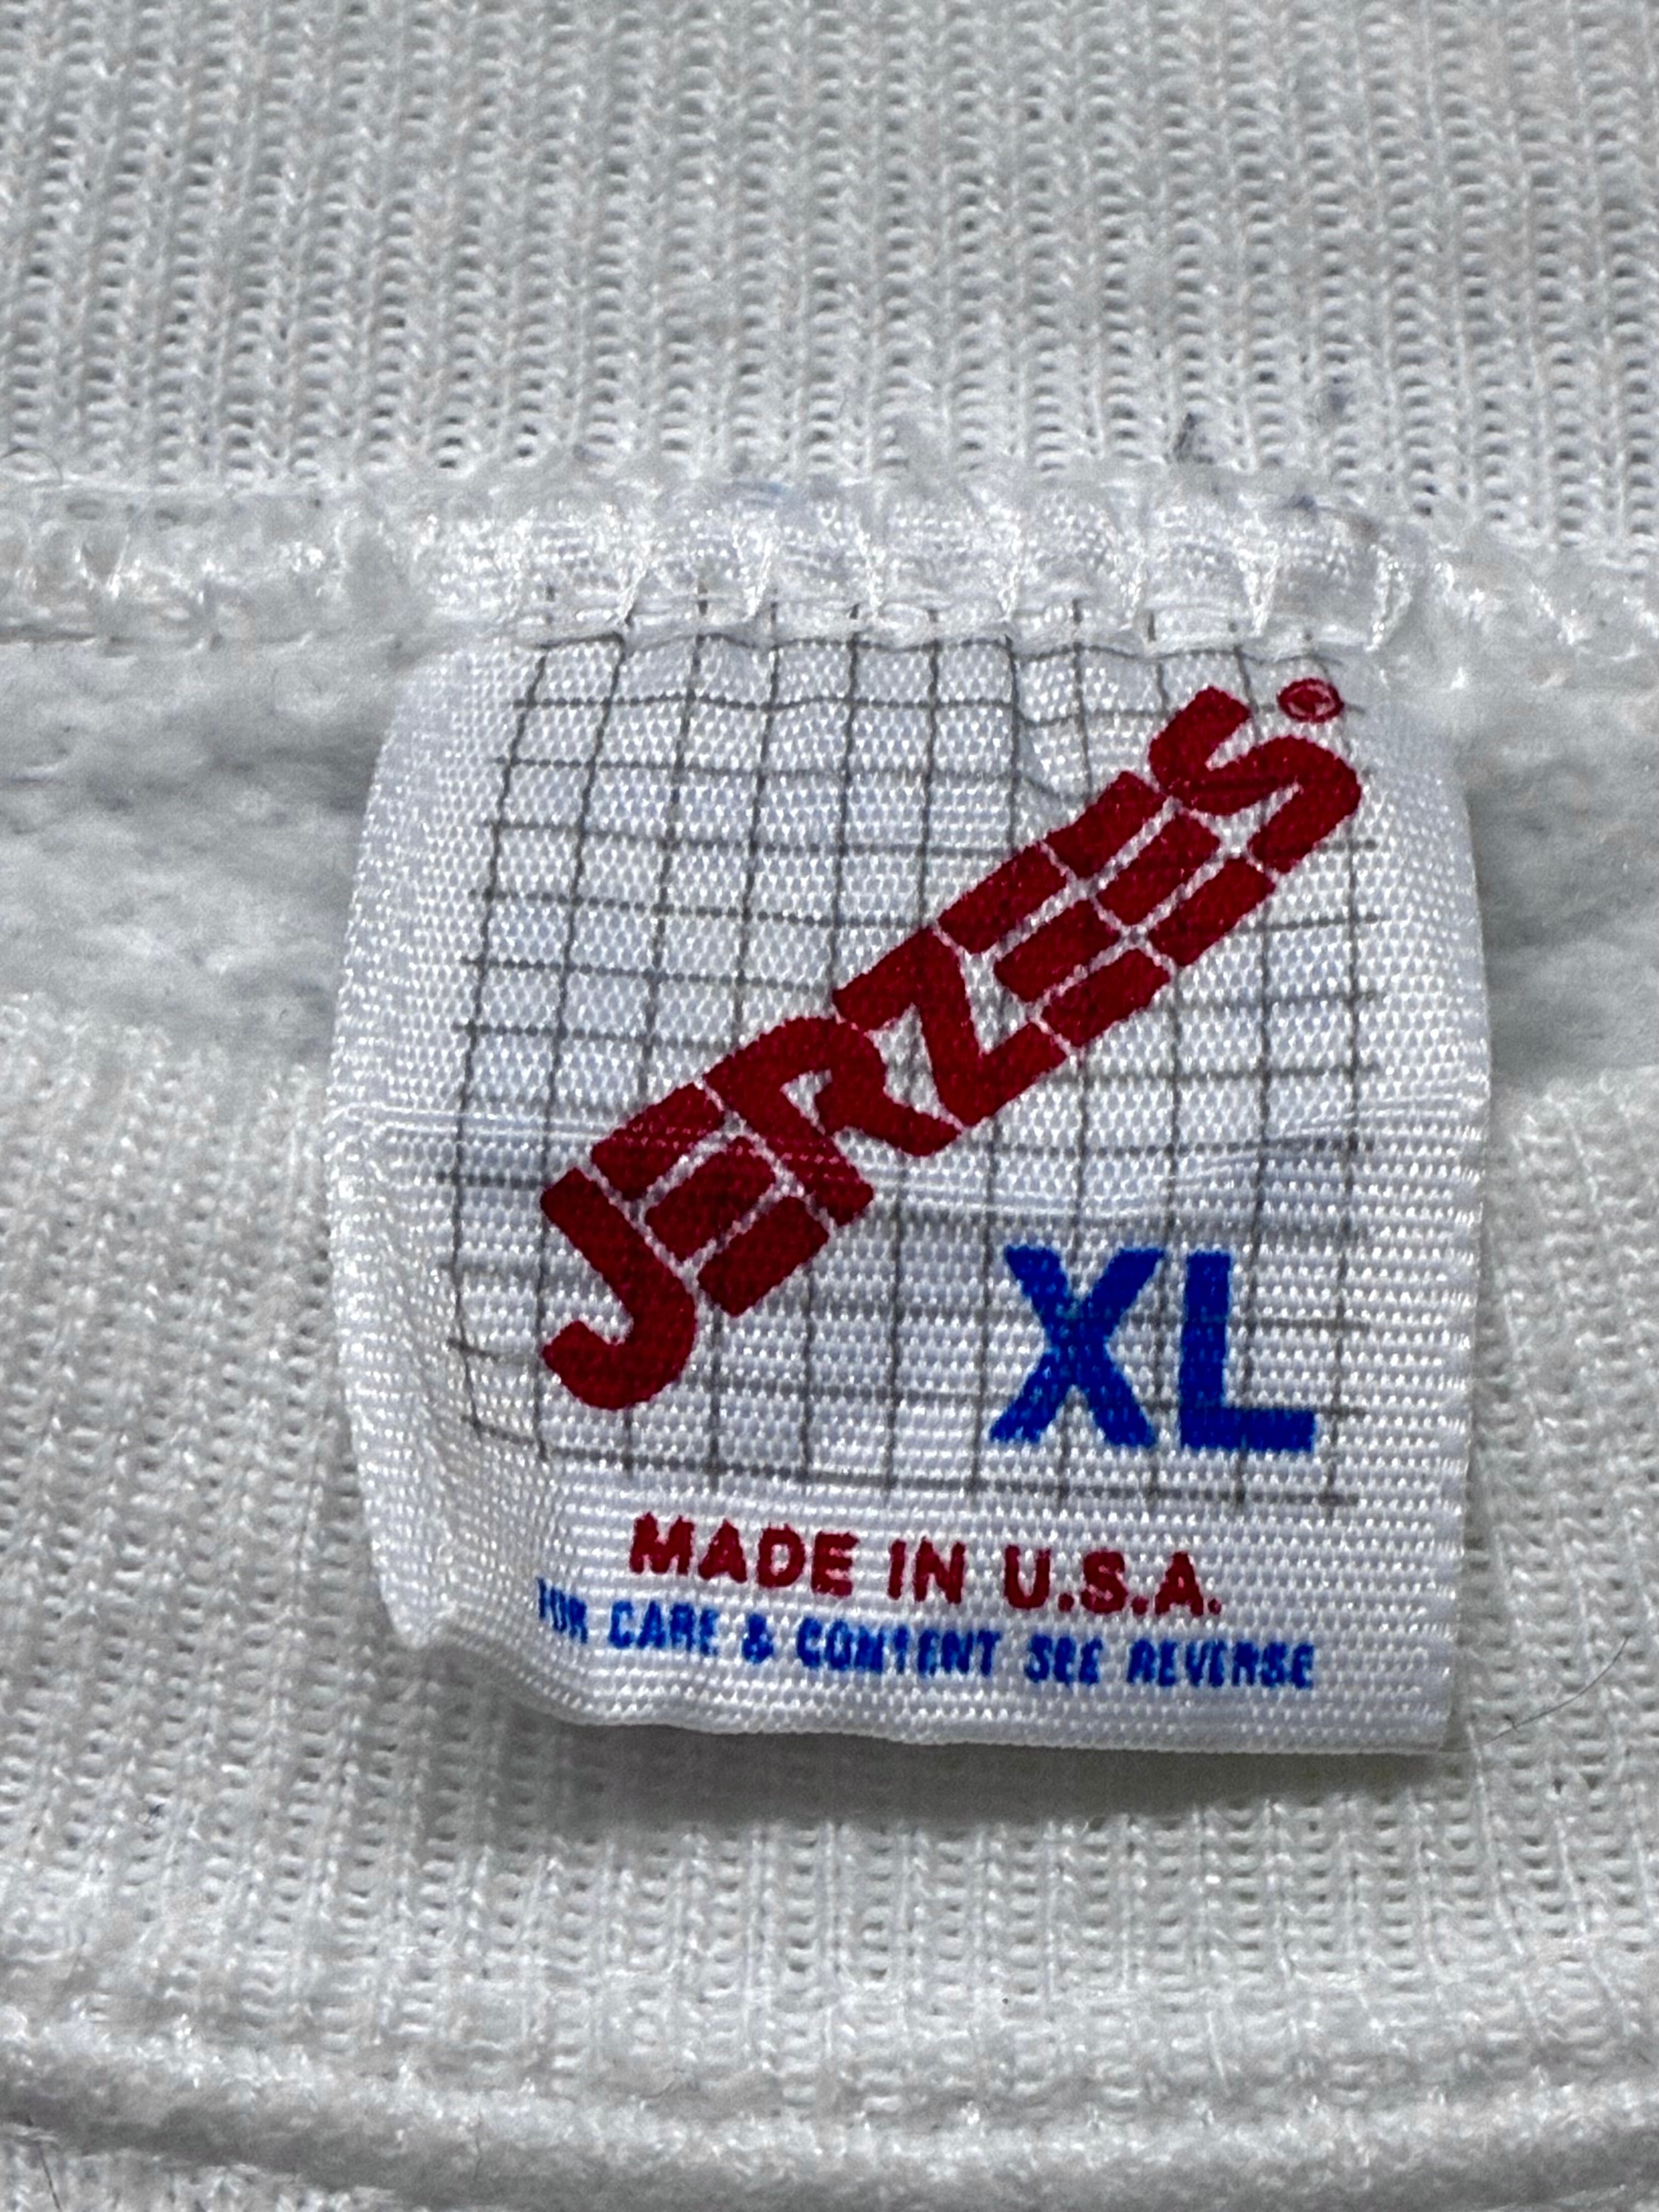 JERZEES®
XL
MADE IN U.S.A.
FOR CARE & CONTENT SEE REVERSE